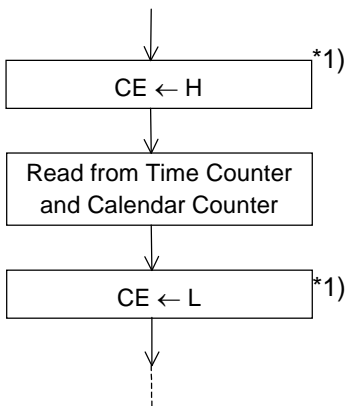 *1)
CE ← H
Read from Time Counter
and Calendar Counter
*1)
CE ← L